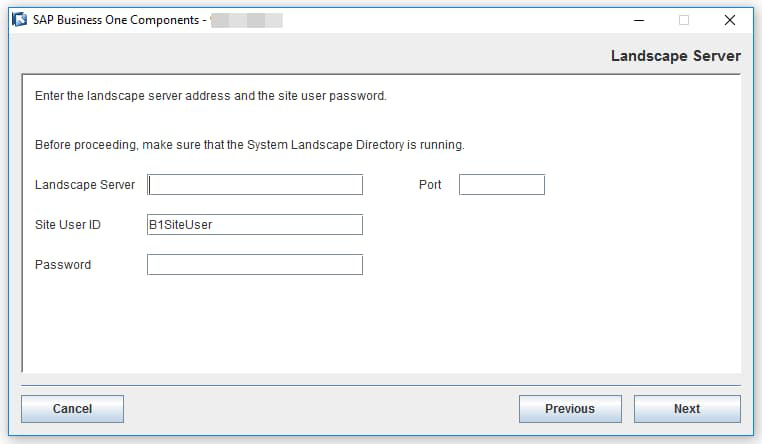 SAP Business One Components -
Landscape Server
Enter the landscape server address and the site user password.
Before proceeding, make sure that the System Landscape Directory is running.
Landscape Server
Port
Site User ID
B1SiteUser
Password
Cancel
Previous
Next